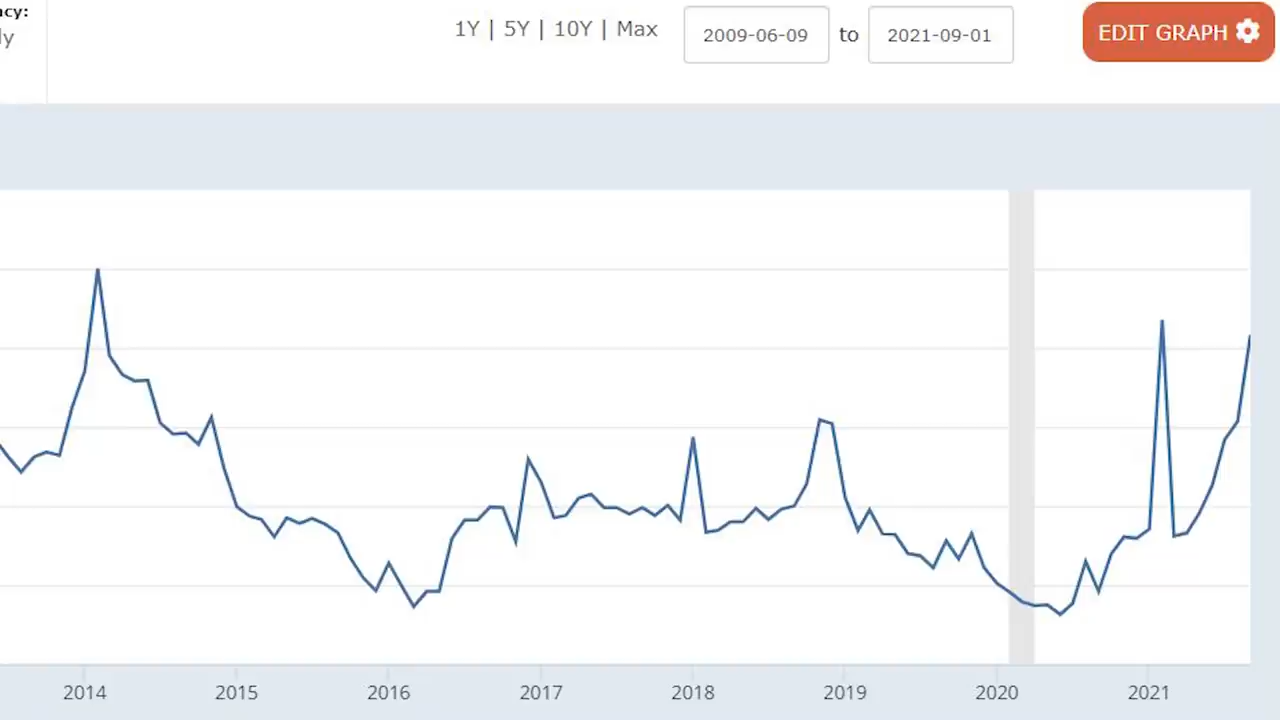 acy:
ly
1Y | 5Y | 10Y | Max
2009-06-09 to 2021-09-01
EDIT GRAPH
2014 2015 2016 2017 2018 2019 2020 2021